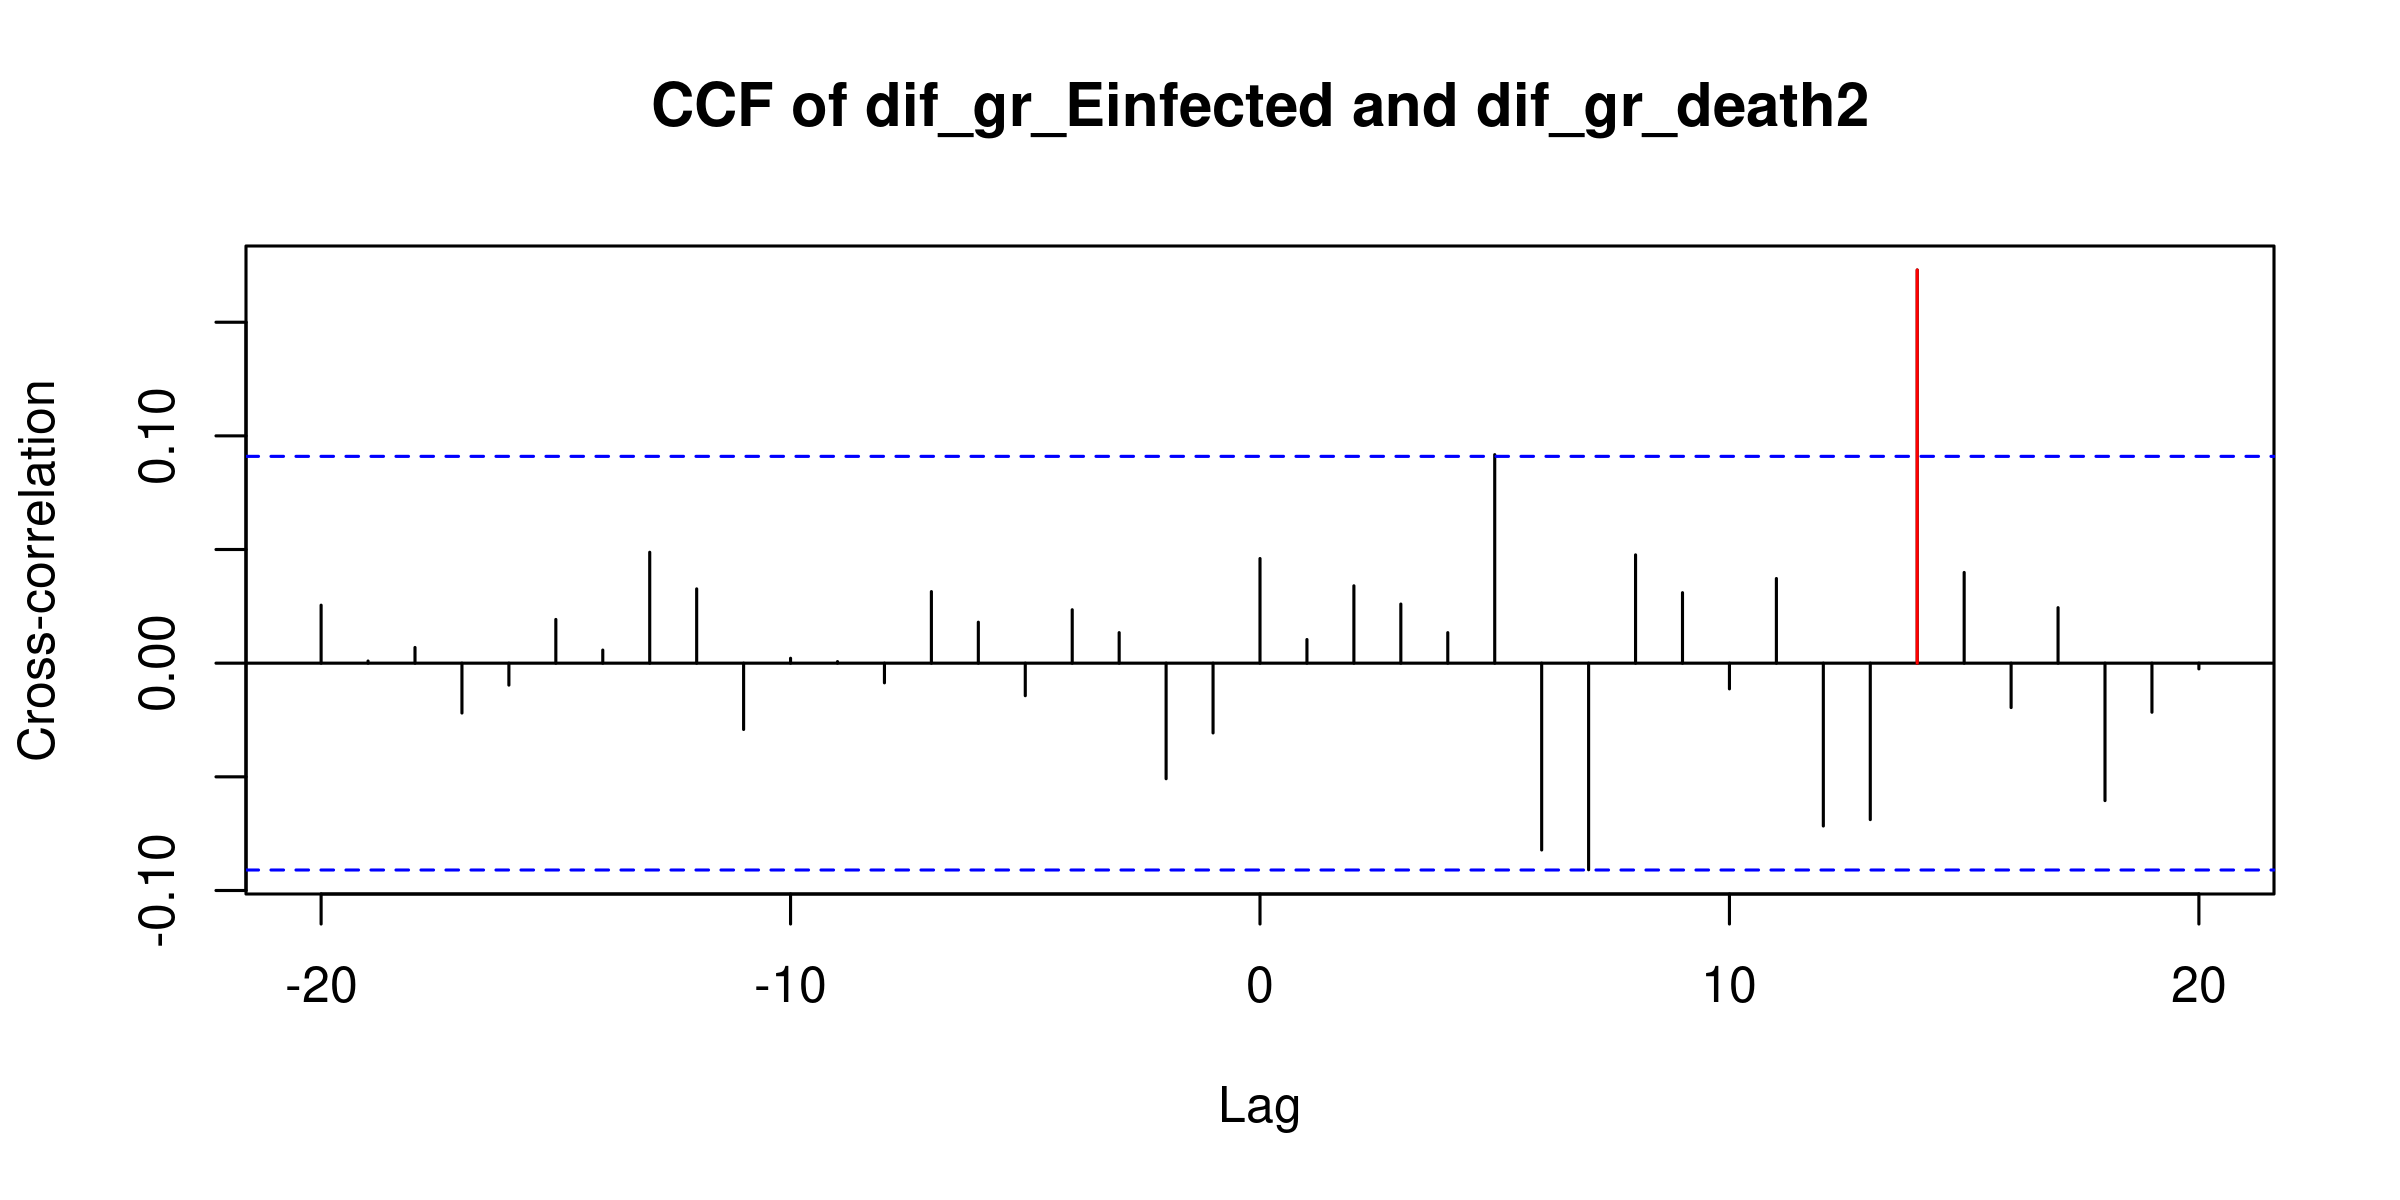 CCF of dif_gr_Einfected and dif_gr_death2
Cross-correlation
0.10
0.00
-0.10
-20 -10 0 10 20
Lag